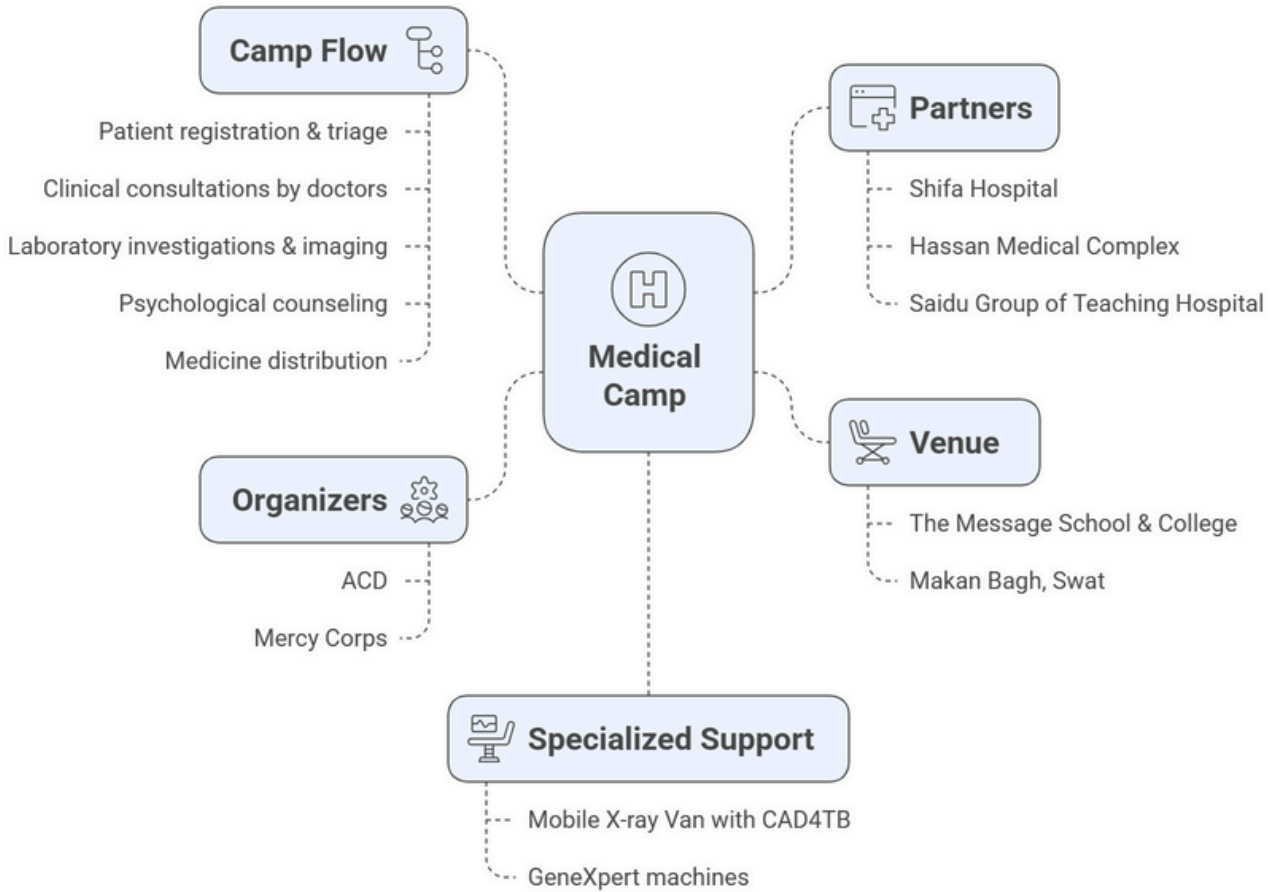 Camp Flow
Patient registration & triage
Clinical consultations by doctors
Laboratory investigations & imaging
Psychological counseling
Medicine distribution
Partners
Shifa Hospital
Hassan Medical Complex
Saidu Group of Teaching Hospital
H
Medical
Camp
Organizers
ACD
Mercy Corps
Venue
The Message School & College
Makan Bagh, Swat
Specialized Support
Mobile X-ray Van with CAD4TB
GeneXpert machines